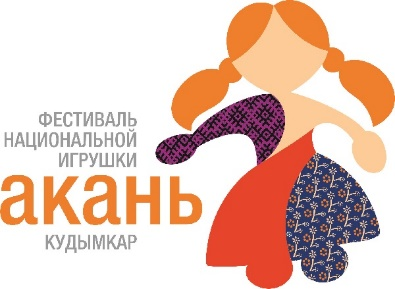 ФЕСТИВАЛЬ
НАЦИОНАЛЬНОЙ
ИГРУШКИ
акань
КУДЫМКАР